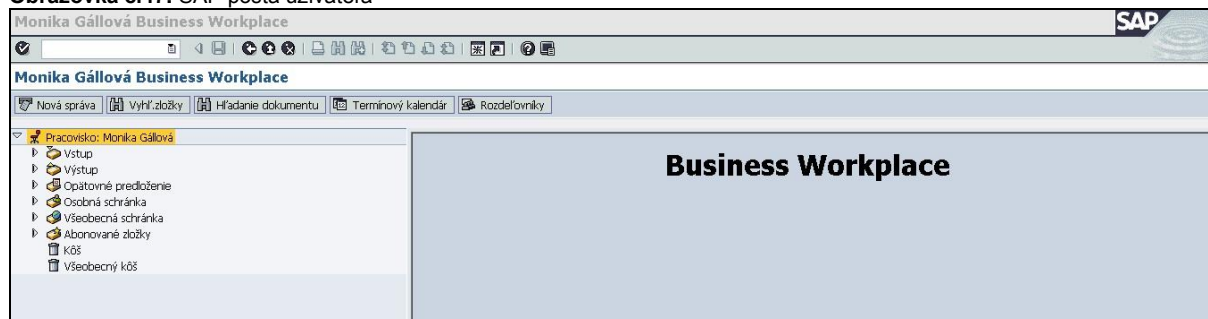 Obrazovka č.17: SAP pošta užívateľa
Monika Gállová Business Workplace
SAP
Monika Gállová Business Workplace
Nová správa Vyhľ.zložky Hľadanie dokumentu Termínový kalendár Rozdeľovníky
Pracovisko: Monika Gállová
Vstup
Výstup
Opätovné predloženie
Osobná schránka
Všeobecná schránka
Abonované zložky
Kôš
Všeobecný kôš
Business Workplace